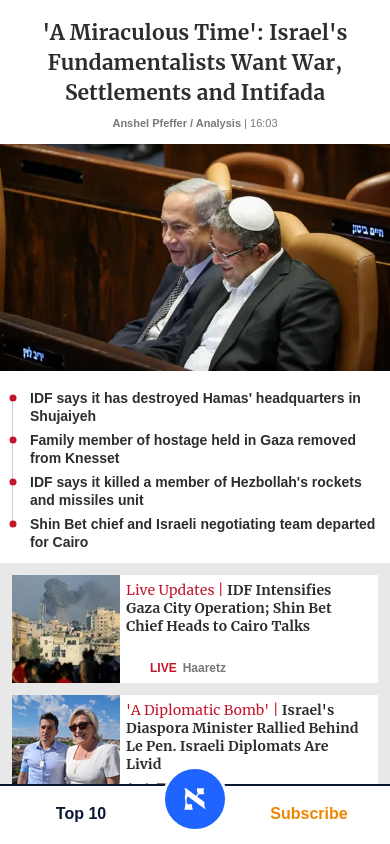 'A Miraculous Time': Israel's
Fundamentalists Want War,
Settlements and Intifada
Anshel Pfeffer / Analysis | 16:03
חיים ביטון
יריב לוין
IDF says it has destroyed Hamas' headquarters in
Shujaiyeh
Family member of hostage held in Gaza removed
from Knesset
IDF says it killed a member of Hezbollah's rockets
and missiles unit
Shin Bet chief and Israeli negotiating team departed
for Cairo
Live Updates | IDF Intensifies
Gaza City Operation; Shin Bet
Chief Heads to Cairo Talks
LIVE Haaretz
'A Diplomatic Bomb' | Israel's
Diaspora Minister Rallied Behind
Le Pen. Israeli Diplomats Are
Livid
Top 10
א
Subscribe